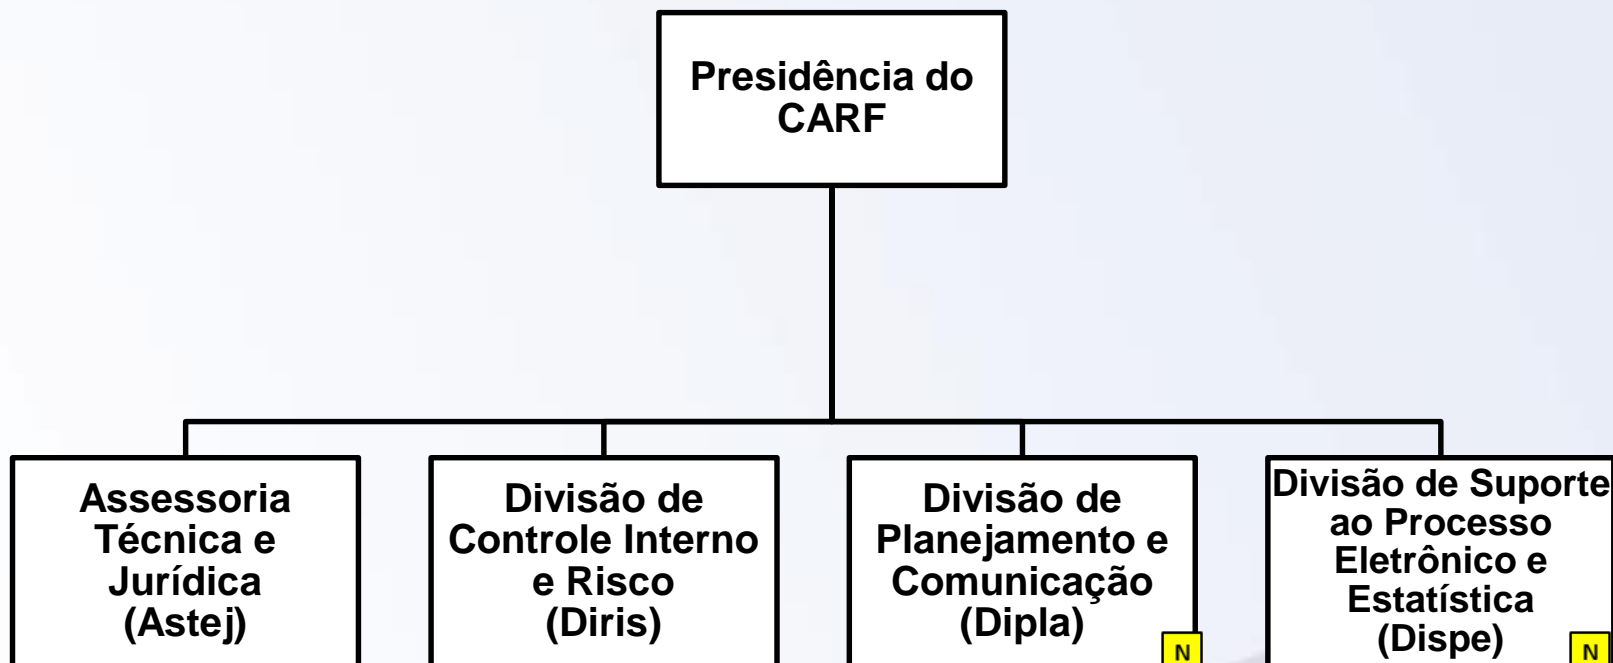 Presidência do
CARF
Assessoria
Técnica e
Jurídica
(Astej)
Divisão de
Controle Interno
e Risco
(Diris)
Divisão de
Planejamento e
Comunicação
(Dipla)
N
Divisão de Suporte
ao Processo
Eletrônico e
Estatística
(Dispe)
N